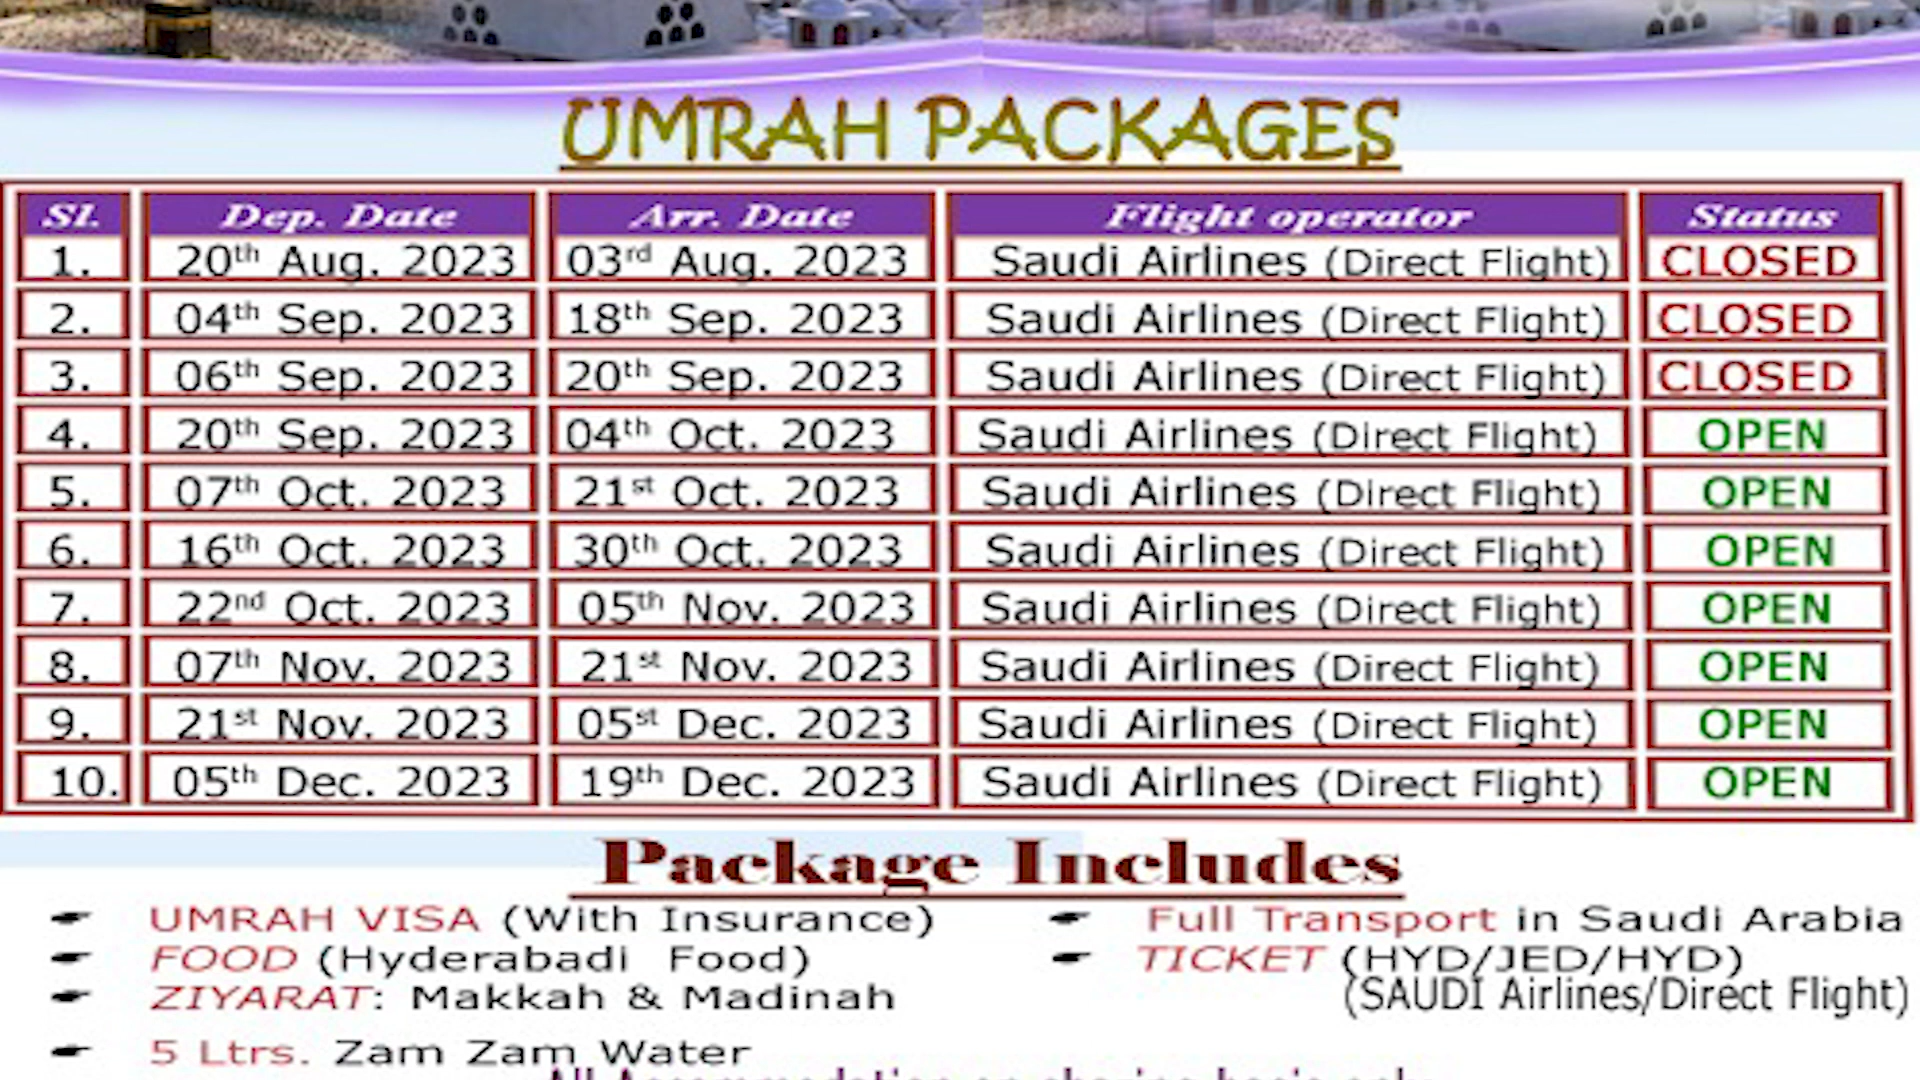 UMRAH PACKAGES
Sl. Dep. Date Arr. Date Flight operator Status
1. 20th Aug. 2023 03rd Aug. 2023 Saudi Airlines (Direct Flight) CLOSED
2. 04th Sep. 2023 18th Sep. 2023 Saudi Airlines (Direct Flight) CLOSED
3. 06th Sep. 2023 20th Sep. 2023 Saudi Airlines (Direct Flight) CLOSED
4. 20th Sep. 2023 04th Oct. 2023 Saudi Airlines (Direct Flight) OPEN
5. 07th Oct. 2023 21st Oct. 2023 Saudi Airlines (Direct Flight) OPEN
6. 16th Oct. 2023 30th Oct. 2023 Saudi Airlines (Direct Flight) OPEN
7. 22nd Oct. 2023 05th Nov. 2023 Saudi Airlines (Direct Flight) OPEN
8. 07th Nov. 2023 21st Nov. 2023 Saudi Airlines (Direct Flight) OPEN
9. 21st Nov. 2023 05st Dec. 2023 Saudi Airlines (Direct Flight) OPEN
10. 05th Dec. 2023 19th Dec. 2023 Saudi Airlines (Direct Flight) OPEN
Package Includes
UMRAH VISA (With Insurance)
FOOD (Hyderabadi Food)
ZIYARAT: Makkah & Madinah
5 Ltrs. Zam Zam Water
Full Transport in Saudi Arabia
TICKET (HYD/JED/HYD)
(SAUDI Airlines/Direct Flight)
All Accommodation on sharing basis only